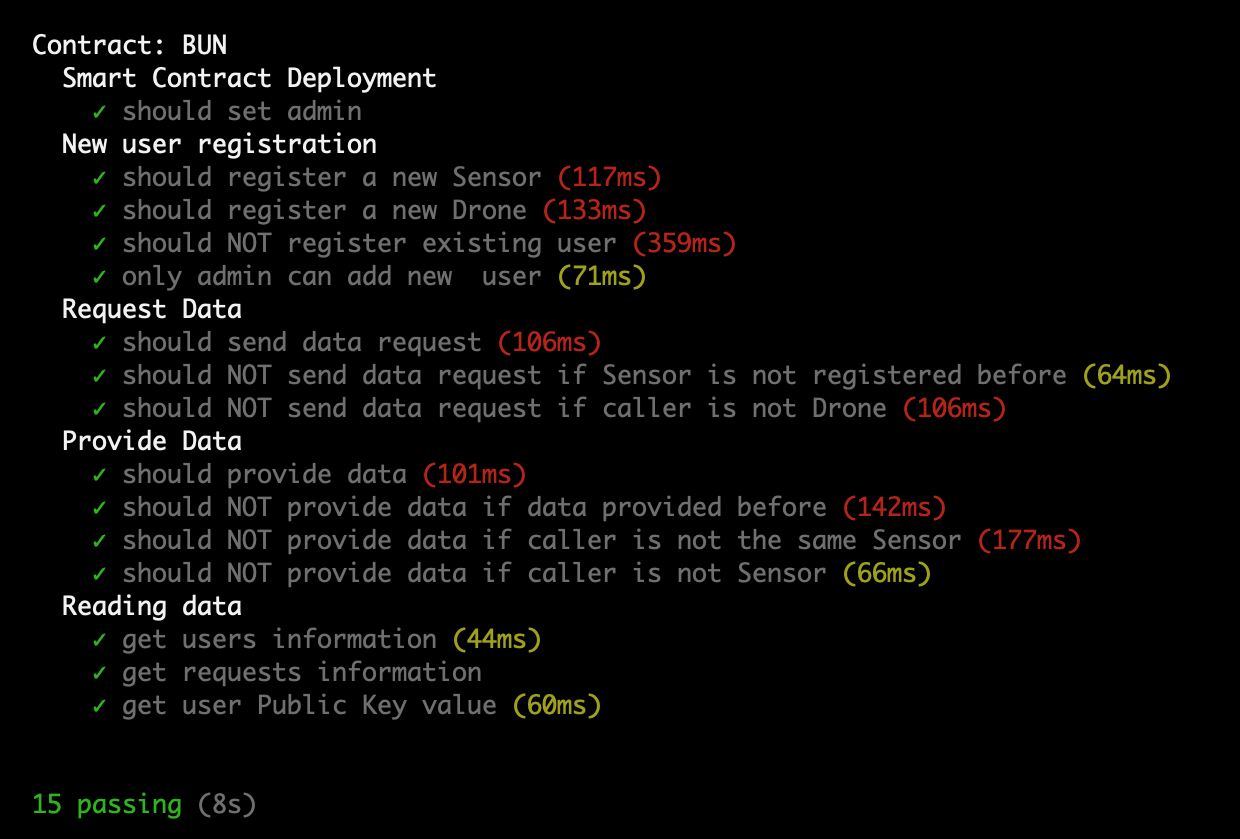 Contract: BUN
Smart Contract Deployment
✓ should set admin
New user registration
✓ should register a new Sensor (117ms)
✓ should register a new Drone (133ms)
✓ should NOT register existing user (359ms)
✓ only admin can add new  user (71ms)
Request Data
✓ should send data request (106ms)
✓ should NOT send data request if Sensor is not registered before (64ms)
✓ should NOT send data request if caller is not Drone (106ms)
Provide Data
✓ should provide data (101ms)
✓ should NOT provide data if data provided before (142ms)
✓ should NOT provide data if caller is not the same Sensor (177ms)
✓ should NOT provide data if caller is not Sensor (66ms)
Reading data
✓ get users information (44ms)
✓ get requests information
✓ get user Public Key value (60ms)
15 passing (8s)